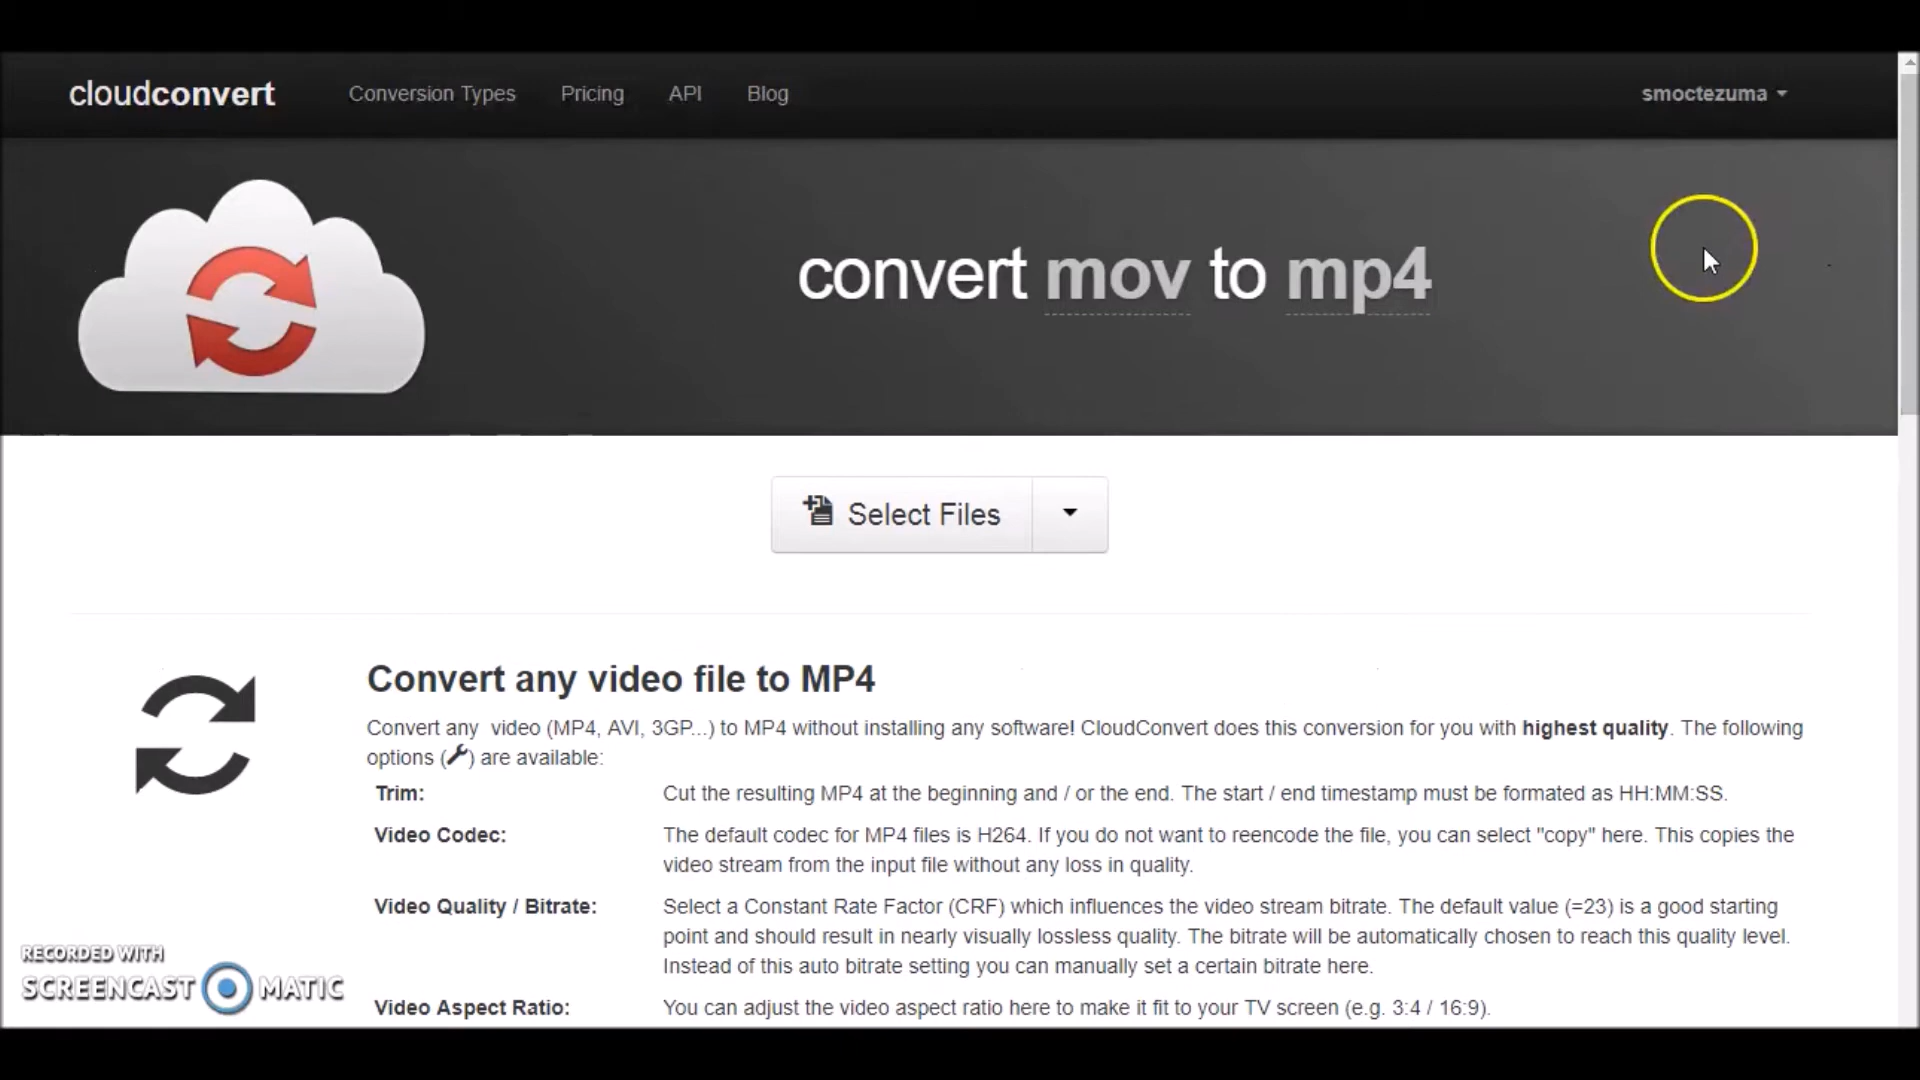 cloudconvert Conversion Types Pricing API Blog smoctezuma
convert mov to mp4
Select Files
Convert any video file to MP4
Convert any video (MP4, AVI, 3GP...) to MP4 without installing any software! CloudConvert does this conversion for you with highest quality. The following
options () are available:
Trim: Cut the resulting MP4 at the beginning and / or the end. The start / end timestamp must be formated as HH:MM:SS.
Video Codec: The default codec for MP4 files is H264. If you do not want to reencode the file, you can select "copy" here. This copies the
video stream from the input file without any loss in quality.
Video Quality / Bitrate: Select a Constant Rate Factor (CRF) which influences the video stream bitrate. The default value (=23) is a good starting
point and should result in nearly visually lossless quality. The bitrate will be automatically chosen to reach this quality level.
Instead of this auto bitrate setting you can manually set a certain bitrate here.
Video Aspect Ratio: You can adjust the video aspect ratio here to make it fit to your TV screen (e.g. 3:4 / 16:9).
RECORDED WITH
SCREENCAST MATIC